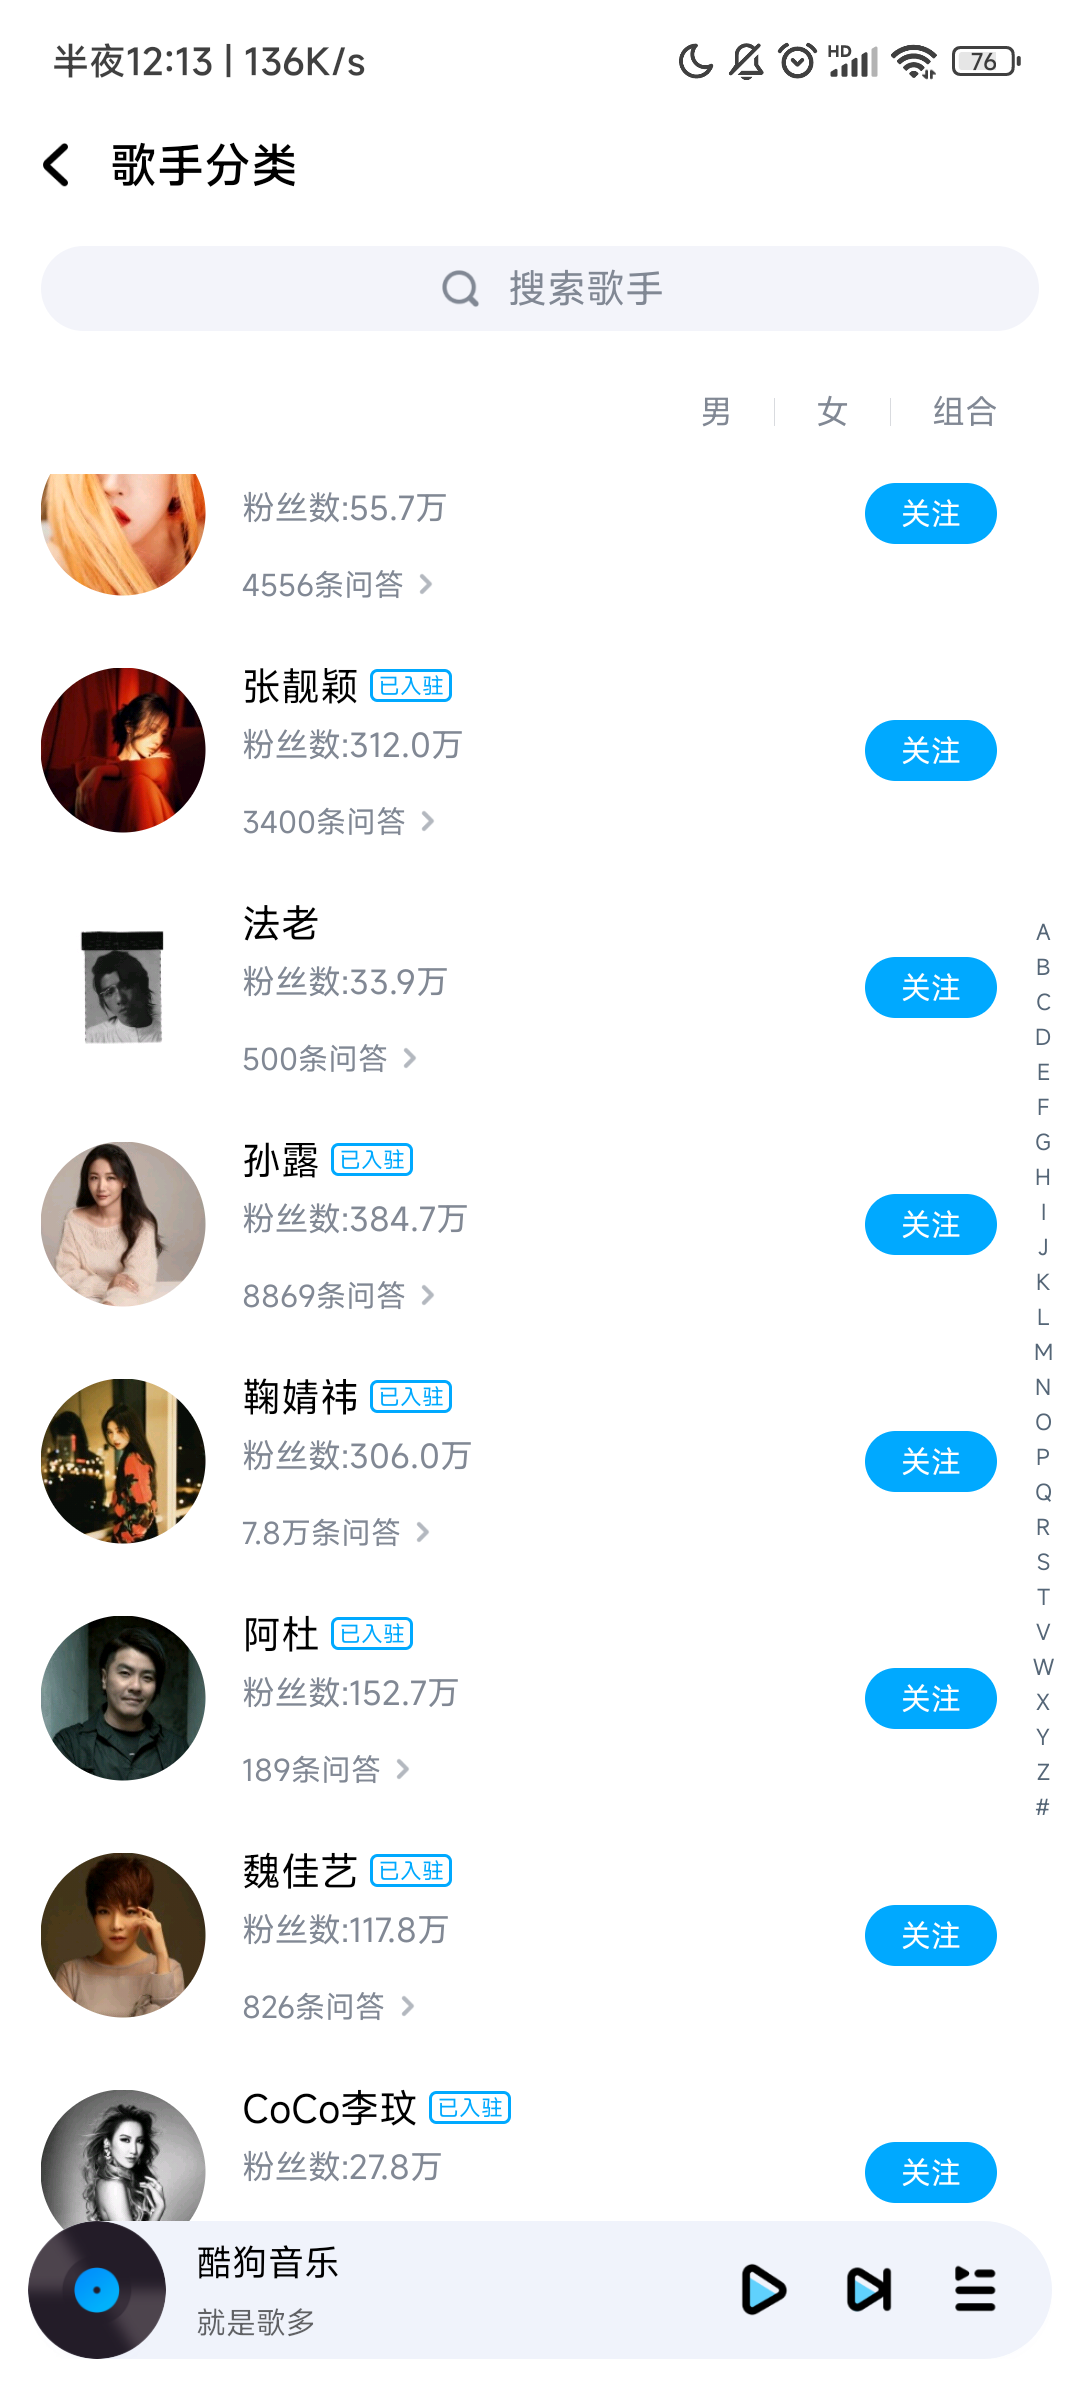 半夜12:13 | 136K/s
HD
76
歌手分类
搜索歌手
男
女
组合
粉丝数:55.7万
关注
4556条问答
张靓颖 已入驻
粉丝数:312.0万
关注
3400条问答
法老
粉丝数:33.9万
关注
500条问答
孙露 已入驻
粉丝数:384.7万
关注
8869条问答
鞠婧祎 已入驻
粉丝数:306.0万
关注
7.8万条问答
阿杜 已入驻
粉丝数:152.7万
关注
189条问答
魏佳艺 已入驻
粉丝数:117.8万
关注
826条问答
CoCo李玟 已入驻
粉丝数:27.8万
关注
A
B
C
D
E
F
G
H
I
J
K
L
M
N
O
P
Q
R
S
T
V
W
X
Y
Z
#
酷狗音乐
就是歌多